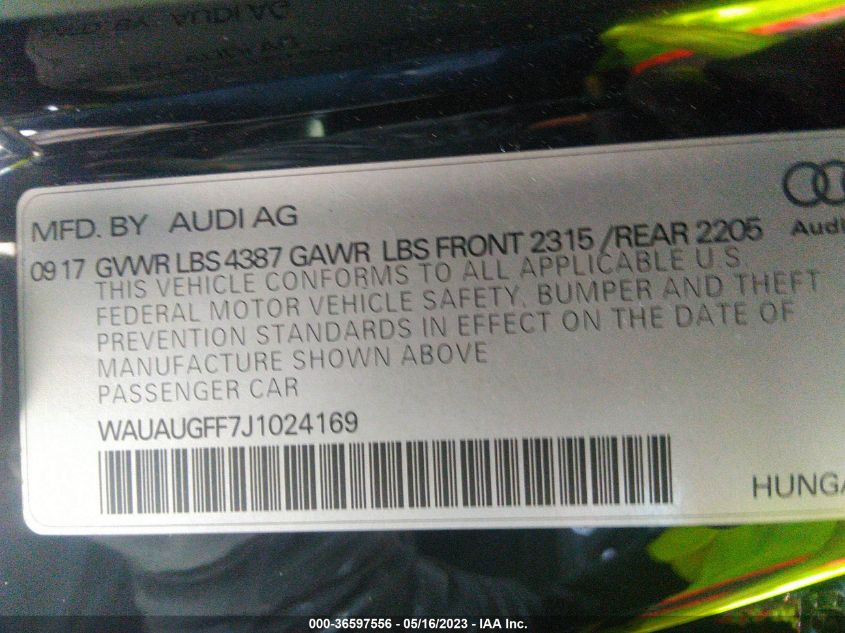 MFD. BY AUDI AG
Audi
09 17 GVWR LBS 4387 GAWR LBS FRONT 2315 /REAR 2205
THIS VEHICLE CONFORMS TO ALL APPLICABLE U.S.
FEDERAL MOTOR VEHICLE SAFETY, BUMPER AND THEFT
PREVENTION STANDARDS IN EFFECT ON THE DATE OF
MANUFACTURE SHOWN ABOVE
PASSENGER CAR
WAUAUGFF7J1024169
HUNGA
000-36597556 - 05/16/2023 - IAA Inc.